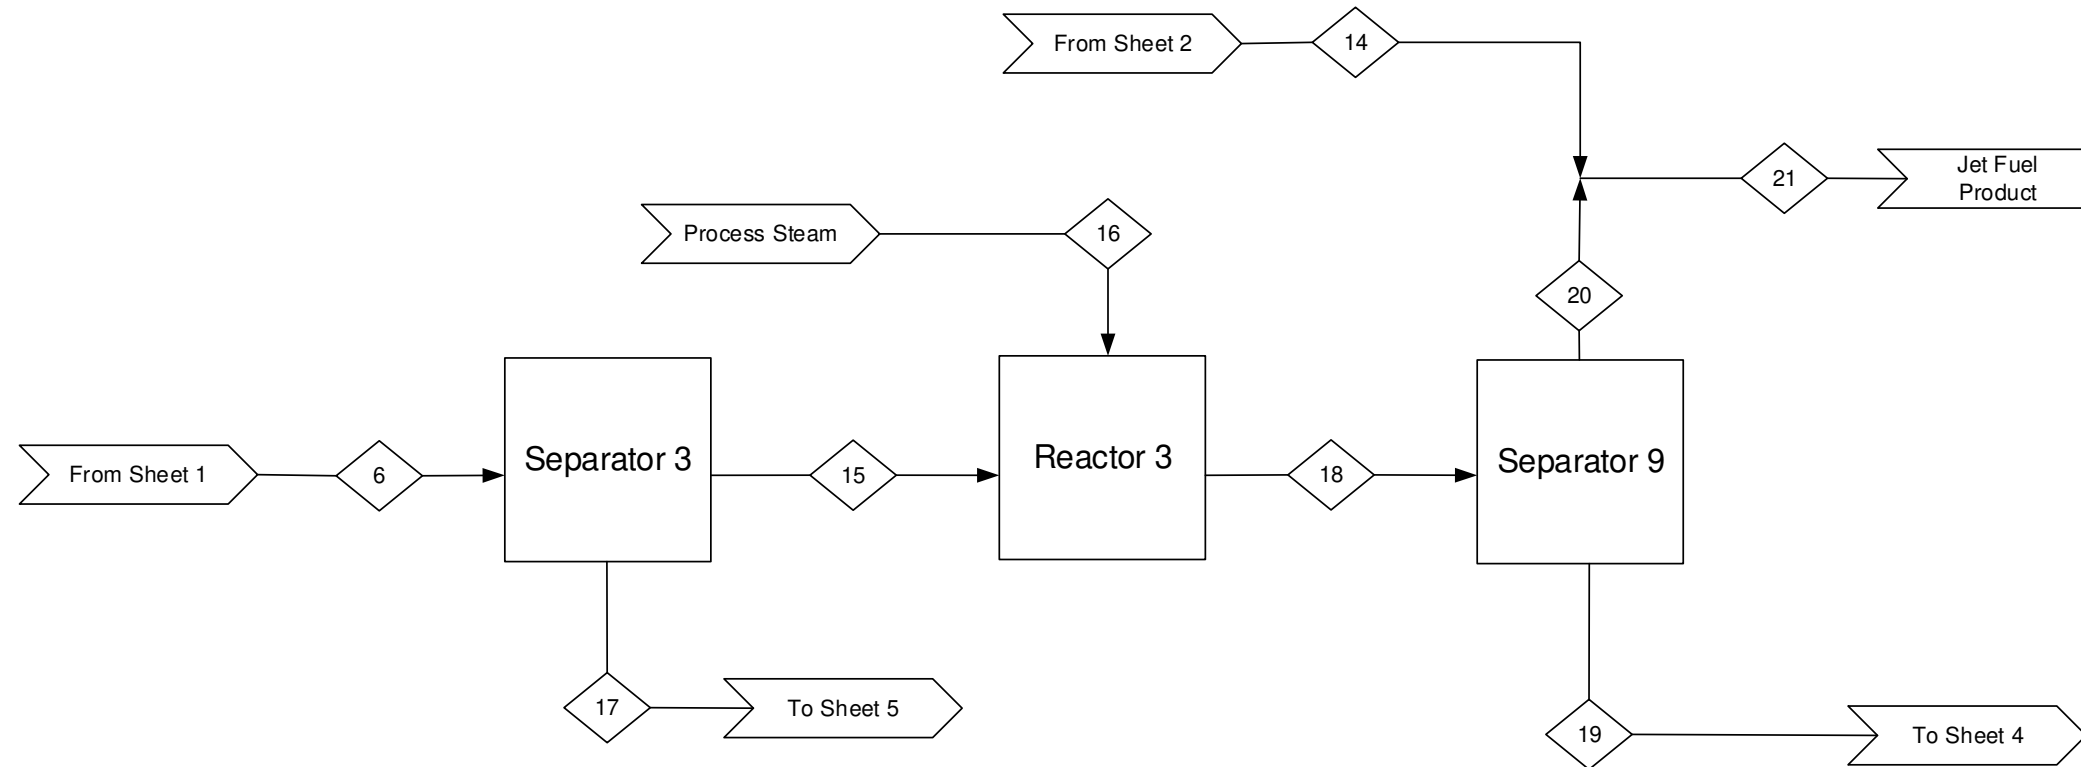 From Sheet 2
14
Jet Fuel
Product
21
Process Steam
16
20
Separator 3
Reactor 3
Separator 9
From Sheet 1
6
15
18
17
To Sheet 5
19
To Sheet 4